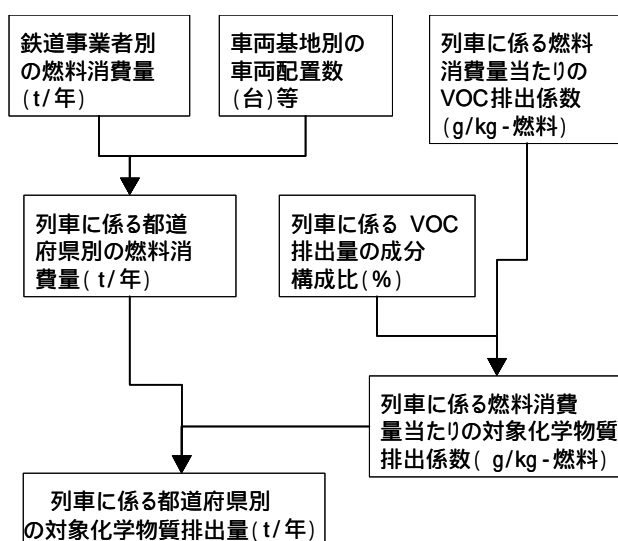 鉄道事業者別
の燃料消費量
(t/年)
車両基地別の
車両配置数
(台)等
列車に係る燃料
消費量当たりの
VOC排出係数
(g/kg-燃料)
列車に係る都道
府県別の燃料消
費量(t/年)
列車に係る VOC
排出量の成分
構成比(%)
列車に係る燃料消費
量当たりの対象化学物質
排出係数( g/kg-燃料)
列車に係る都道府県別
の対象化学物質排出量(t/年)